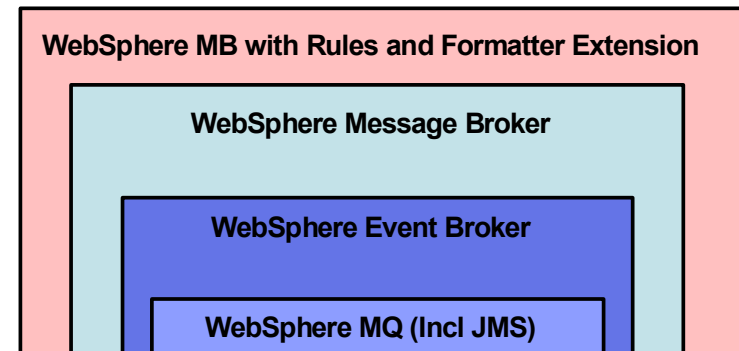 WebSphere MB with Rules and Formatter Extension
WebSphere Message Broker
WebSphere Event Broker
WebSphere MQ (Incl JMS)